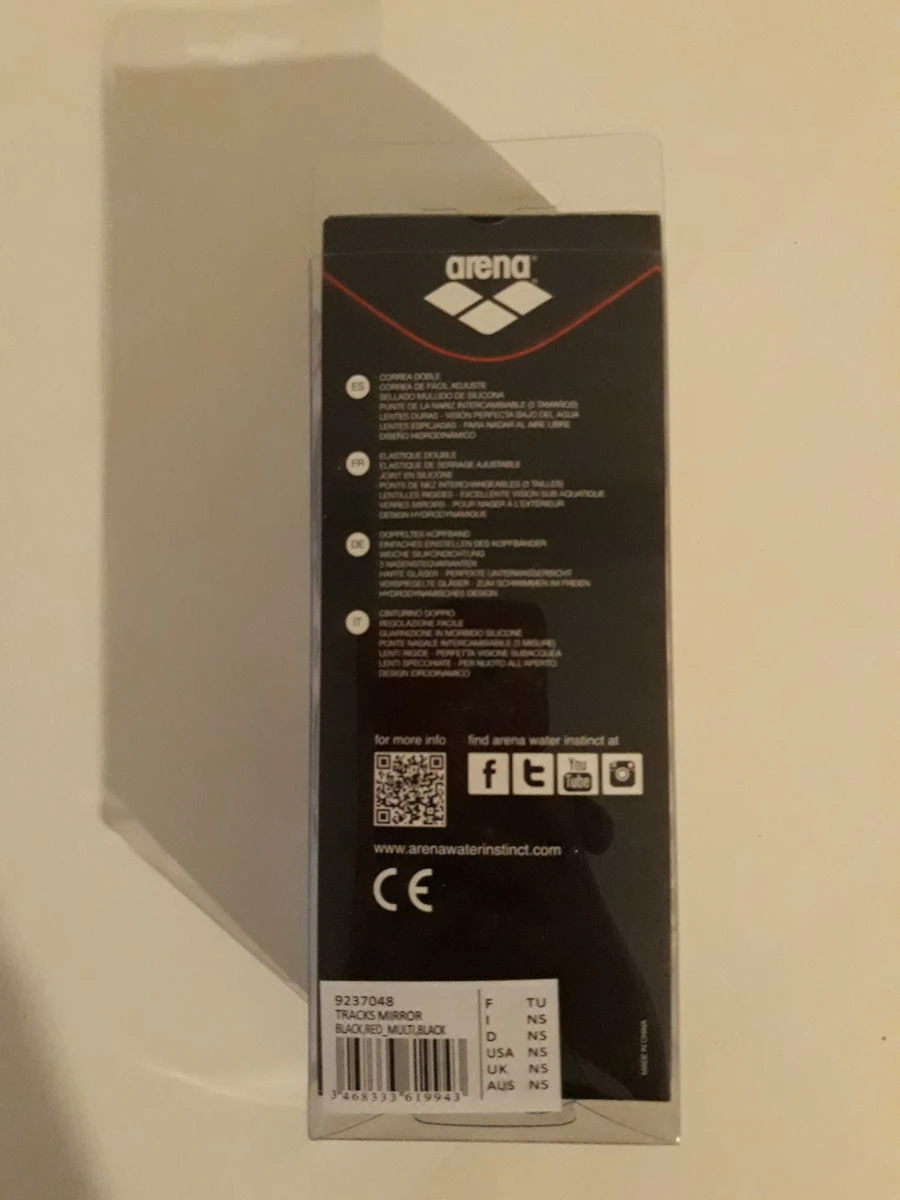 arena
ES
CORREA DOBLE
CORREA DE FÁCIL ADJUSTE
SELLADO MULLIDO DE SILICONA
PUNTE DE LA NARIZ INTERCAMBIABLE (3 TAMAÑOS)
LENTES DURAS - VISIÓN PERFECTA BAJO DEL AGUA
LENTES ESPEJADAS - PARA NADAR AL AIRE LIBRE
DISEÑO HIDRODINÁMICO
FR
ELASTIQUE DOUBLE
ELASTIQUE DE SERRAGE AJUSTABLE
JOINT EN SILICONE
PONTS DE NEZ INTERCHANGEABLES (3 TAILLES)
LENTILLES RIGIDES - EXCELLENTE VISION SUB AQUATIQUE
VERRES MIROIRS - POUR NAGER A L'EXTÉRIEUR
DESIGN HYDRODYNAMIQUE
DE
DOPPELTES KOPFBAND
EINFACHES EINSTELLEN DES KOPFBÄNDER
WEICHE SILIKONDICHTUNG
3 NASENSTEGVARIANTEN
HARTE GLÄSER - PERFEKTE UNTERWASSERSICHT
VERSPIEGELTE GLÄSER - ZUM SCHWIMMEN IM FREIEN
HYDRODYNAMISCHES DESIGN
IT
CINTURINO DOPPIO
REGOLAZIONE FACILE
GUARNIZIONE IN MORBIDO SILICONE
PONTE NASALE INTERCAMBIABILE (3 MISURE)
LENTI RIGIDE - PERFETTA VISIONE SUBACQUEA
LENTI SPECCHIATE - PER NUOTO ALL'APERTO
DESIGN IDRODINAMICO
for more info
find arena water instinct at
f
t
You
Tube
www.arenawaterinstinct.com
CE
9237048
TRACKS MIRROR
BLACK,RED_MULTI,BLACK
3 468333 619943
F TU
I NS
D NS
USA NS
UK NS
AUS NS
MADE IN CHINA